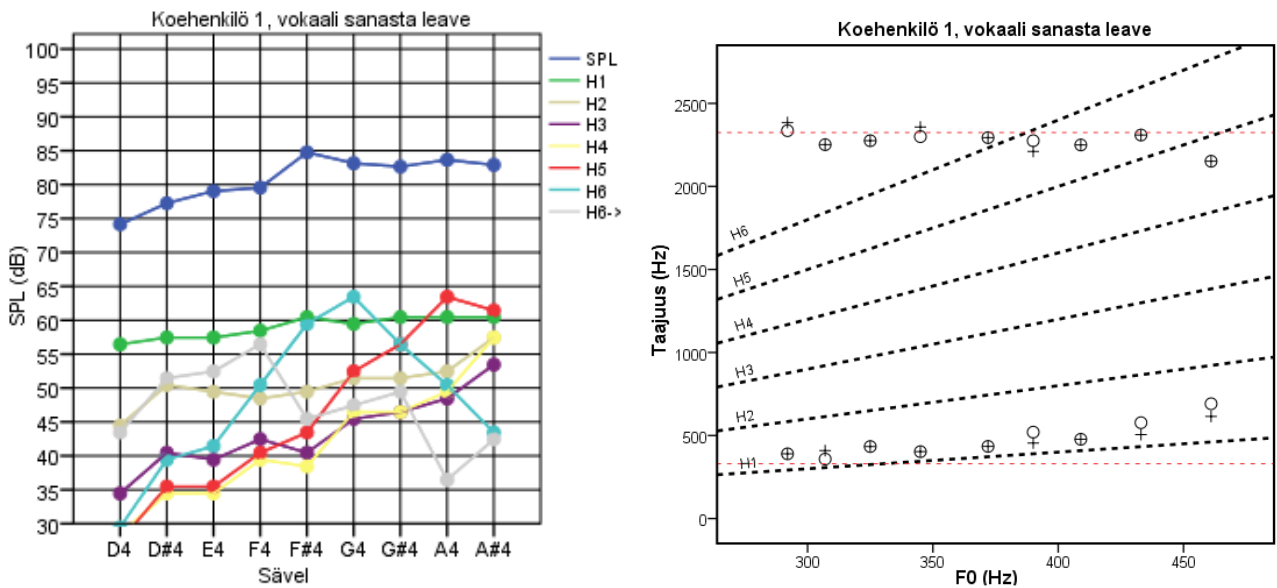 Koehenkilö 1, vokaali sanasta leave
SPL (dB)
100
95
90
85
80
75
70
65
60
55
50
45
40
35
30
D4 D#4 E4 F4 F#4 G4 G#4 A4 A#4
Sävel
SPL
H1
H2
H3
H4
H5
H6
H6->
Koehenkilö 1, vokaali sanasta leave
Taajuus (Hz)
2500
2000
1500
1000
500
0
H6
H5
H4
H3
H2
H1
300 350 400 450
F0 (Hz)